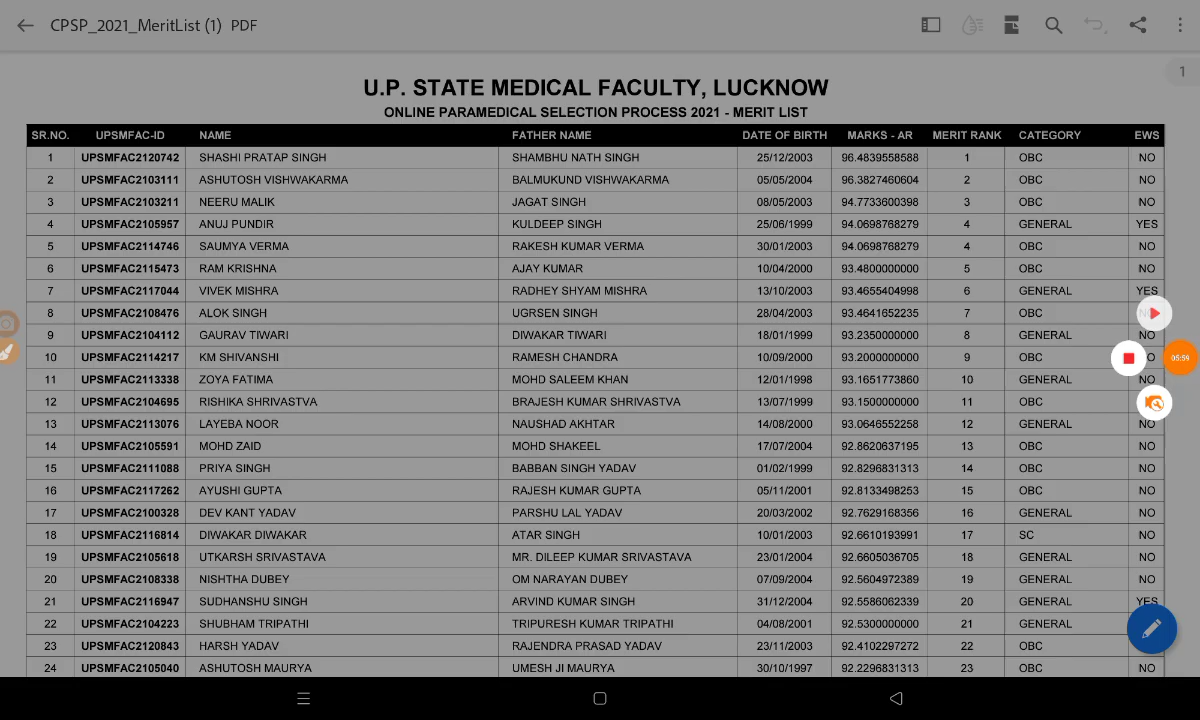 CPSP_2021_MeritList (1) PDF
1
U.P. STATE MEDICAL FACULTY, LUCKNOW
ONLINE PARAMEDICAL SELECTION PROCESS 2021 - MERIT LIST
SR.NO. UPSMFAC-ID NAME FATHER NAME DATE OF BIRTH MARKS - AR MERIT RANK CATEGORY EWS
1 UPSMFAC2120742 SHASHI PRATAP SINGH SHAMBHU NATH SINGH 25/12/2003 96.4839558588 1 OBC NO
2 UPSMFAC2103111 ASHUTOSH VISHWAKARMA BALMUKUND VISHWAKARMA 05/05/2004 96.3827460604 2 OBC NO
3 UPSMFAC2103211 NEERU MALIK JAGAT SINGH 08/05/2003 94.7733600398 3 OBC NO
4 UPSMFAC2105957 ANUJ PUNDIR KULDEEP SINGH 25/06/1999 94.0698768279 4 GENERAL YES
5 UPSMFAC2114746 SAUMYA VERMA RAKESH KUMAR VERMA 30/01/2003 94.0698768279 4 OBC NO
6 UPSMFAC2115473 RAM KRISHNA AJAY KUMAR 10/04/2000 93.4800000000 5 OBC NO
7 UPSMFAC2117044 VIVEK MISHRA RADHEY SHYAM MISHRA 13/10/2003 93.4655404998 6 GENERAL YES
8 UPSMFAC2108476 ALOK SINGH UGRSEN SINGH 28/04/2003 93.4641652235 7 OBC
9 UPSMFAC2104112 GAURAV TIWARI DIWAKAR TIWARI 18/01/1999 93.2350000000 8 GENERAL NO
10 UPSMFAC2114217 KM SHIVANSHI RAMESH CHANDRA 10/09/2000 93.2000000000 9 OBC
05:59
11 UPSMFAC2113338 ZOYA FATIMA MOHD SALEEM KHAN 12/01/1998 93.1651773860 10 GENERAL NO
12 UPSMFAC2104695 RISHIKA SHRIVASTVA BRAJESH KUMAR SHRIVASTVA 13/07/1999 93.1500000000 11 OBC
13 UPSMFAC2113076 LAYEBA NOOR NAUSHAD AKHTAR 14/08/2000 93.0646552258 12 GENERAL NO
14 UPSMFAC2105591 MOHD ZAID MOHD SHAKEEL 17/07/2004 92.8620637195 13 OBC NO
15 UPSMFAC2111088 PRIYA SINGH BABBAN SINGH YADAV 01/02/1999 92.8296831313 14 OBC NO
16 UPSMFAC2117262 AYUSHI GUPTA RAJESH KUMAR GUPTA 05/11/2001 92.8133498253 15 OBC NO
17 UPSMFAC2100328 DEV KANT YADAV PARSHU LAL YADAV 20/03/2002 92.7629168356 16 GENERAL NO
18 UPSMFAC2116814 DIWAKAR DIWAKAR ATAR SINGH 10/01/2003 92.6610193991 17 SC NO
19 UPSMFAC2105618 UTKARSH SRIVASTAVA MR. DILEEP KUMAR SRIVASTAVA 23/01/2004 92.6605036705 18 GENERAL NO
20 UPSMFAC2108338 NISHTHA DUBEY OM NARAYAN DUBEY 07/09/2004 92.5604972389 19 GENERAL NO
21 UPSMFAC2116947 SUDHANSHU SINGH ARVIND KUMAR SINGH 31/12/2004 92.5586062339 20 GENERAL YES
22 UPSMFAC2104223 SHUBHAM TRIPATHI TRIPURESH KUMAR TRIPATHI 04/08/2001 92.5300000000 21 GENERAL
23 UPSMFAC2120843 HARSH YADAV RAJENDRA PRASAD YADAV 23/11/2003 92.4102297272 22 OBC
24 UPSMFAC2105040 ASHUTOSH MAURYA UMESH JI MAURYA 30/10/1997 92.2296831313 23 OBC NO